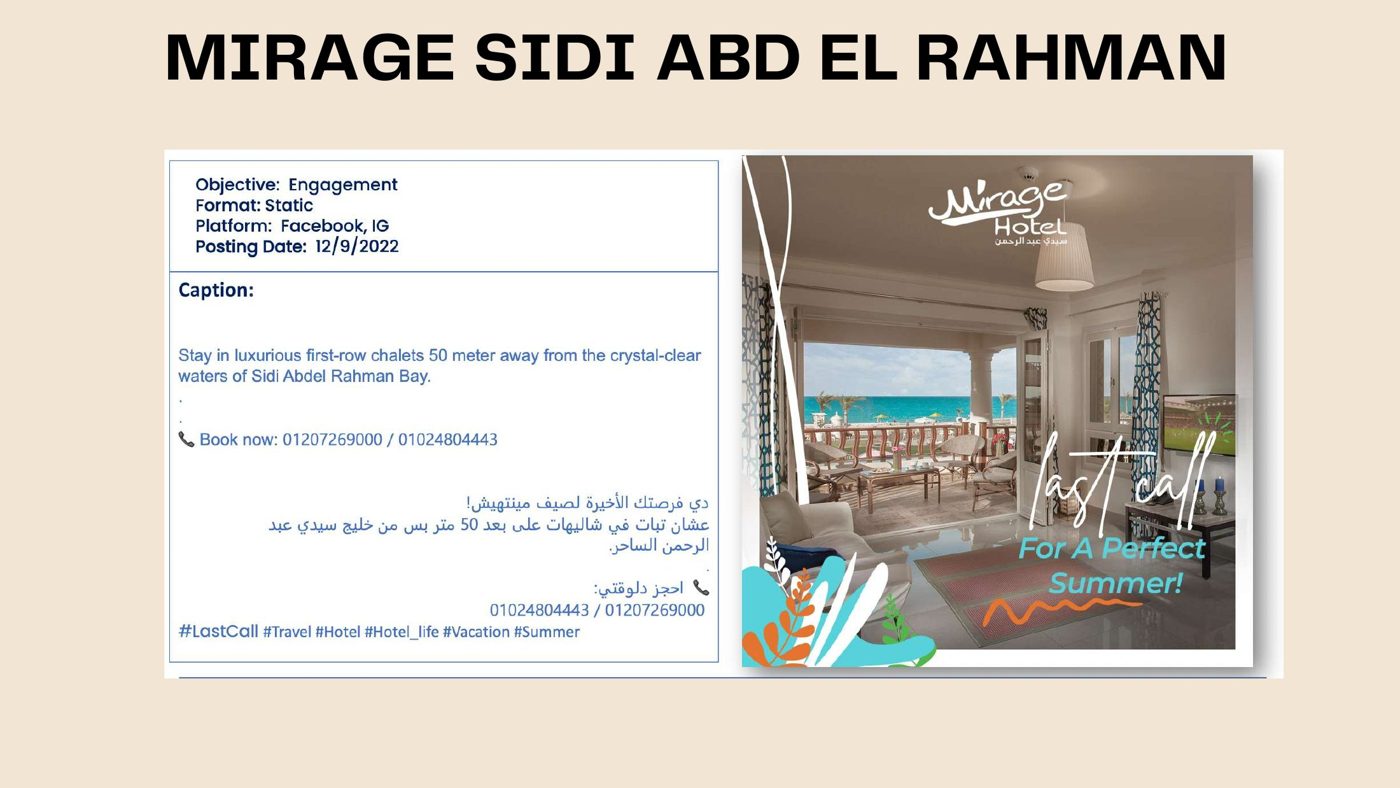 MIRAGE SIDI ABD EL RAHMAN
Objective: Engagement
Format: Static
Platform: Facebook, IG
Posting Date: 12/9/2022
Caption:
Stay in luxurious first-row chalets 50 meter away from the crystal-clear
waters of Sidi Abdel Rahman Bay.
.
.
📞 Book now: 01207269000 / 01024804443
دي فرصتك الأخيرة لصيف مينتهيش!
عشان تبات في شاليهات على بعد 50 متر بس من خليج سيدي عبد
الرحمن الساحر.
.
📞 احجز دلوقتي:
01024804443 / 01207269000
#LastCall #Travel #Hotel #Hotel_life #Vacation #Summer
Mirage
Hotel
سيدي عبد الرحمن
last call
For A Perfect
Summer!